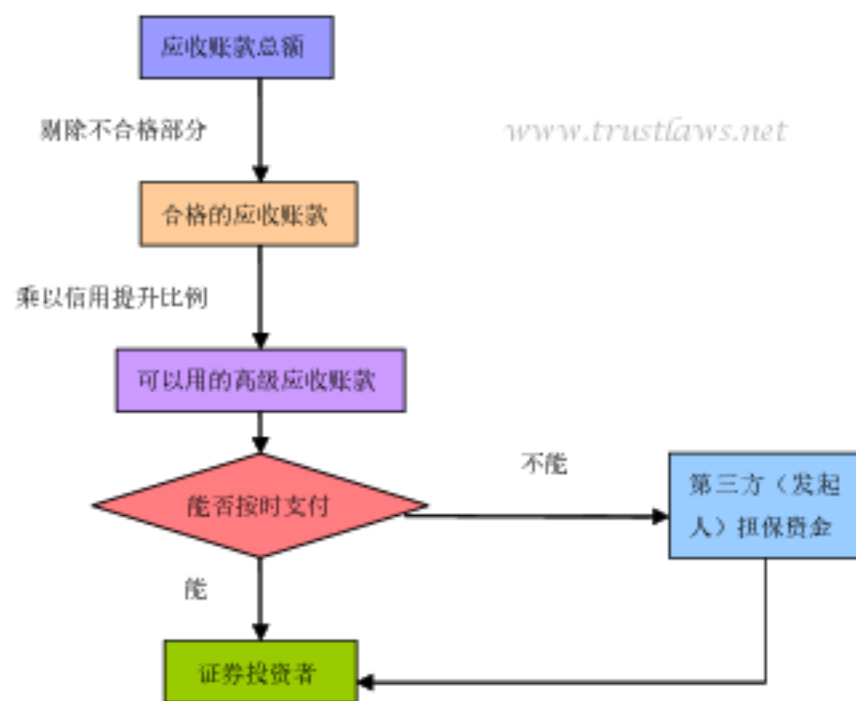 应收账款总额
剔除不合格部分
www.trustlaws.net
合格的应收账款
乘以信用提升比例
可以用的高级应收账款
不能
能否按时支付
第三方（发起
人）担保资金
能
证券投资者